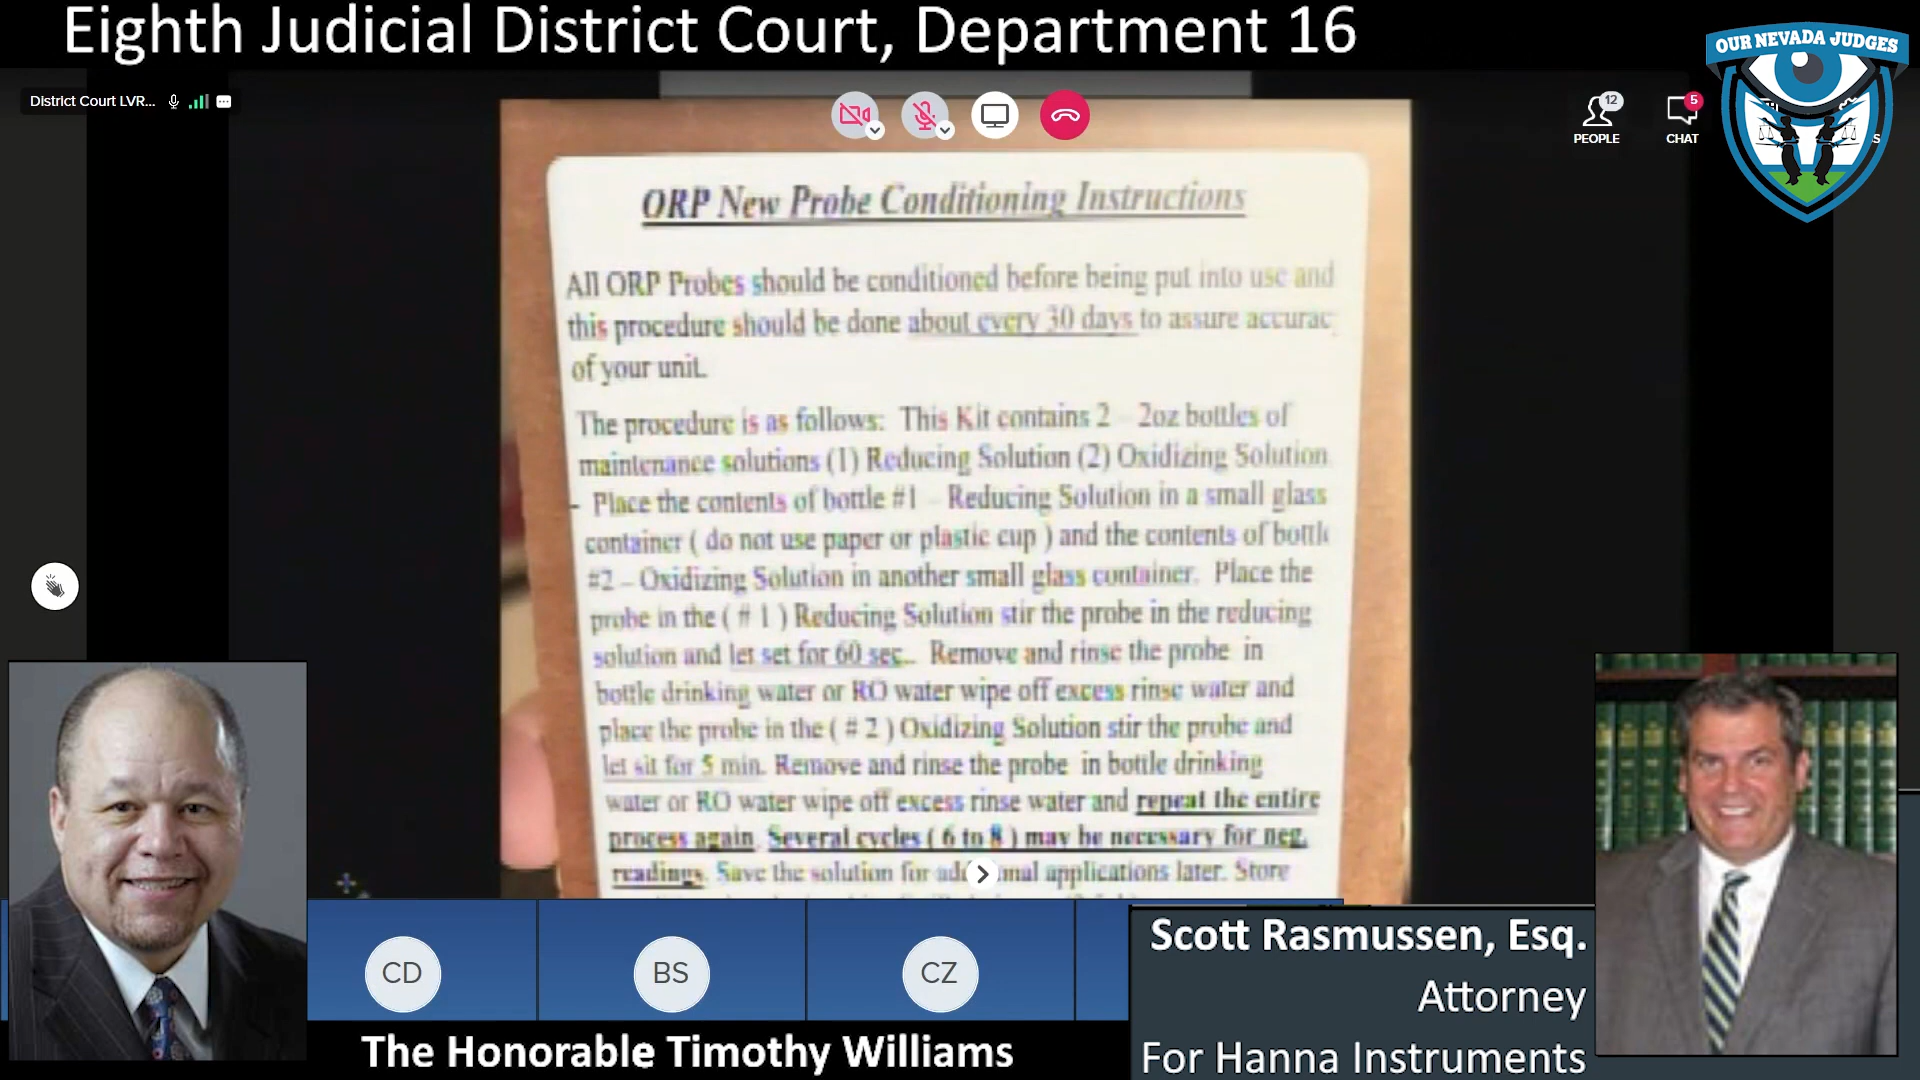 Eighth Judicial District Court, Department 16
OUR NEVADA JUDGES
District Court LVR...
12
PEOPLE
5
CHAT
S
ORP New Probe Conditioning Instructions
All ORP Probes should be conditioned before being put into use and
this procedure should be done about every 30 days to assure accurac
of your unit.
The procedure is as follows: This Kit contains 2 – 2oz bottles of
maintenance solutions (1) Reducing Solution (2) Oxidizing Solution
- Place the contents of bottle #1 – Reducing Solution in a small glass
container ( do not use paper or plastic cup ) and the contents of bottle
#2 – Oxidizing Solution in another small glass container. Place the
probe in the ( # 1 ) Reducing Solution stir the probe in the reducing
solution and let set for 60 sec.. Remove and rinse the probe in
bottle drinking water or RO water wipe off excess rinse water and
place the probe in the ( # 2 ) Oxidizing Solution stir the probe and
let sit for 5 min. Remove and rinse the probe in bottle drinking
water or RO water wipe off excess rinse water and repeat the entire
process again. Several cycles ( 6 to 8 ) may be necessary for neg.
readings. Save the solution for applications later. Store
CD
BS
CZ
The Honorable Timothy Williams
Scott Rasmussen, Esq.
Attorney
For Hanna Instruments